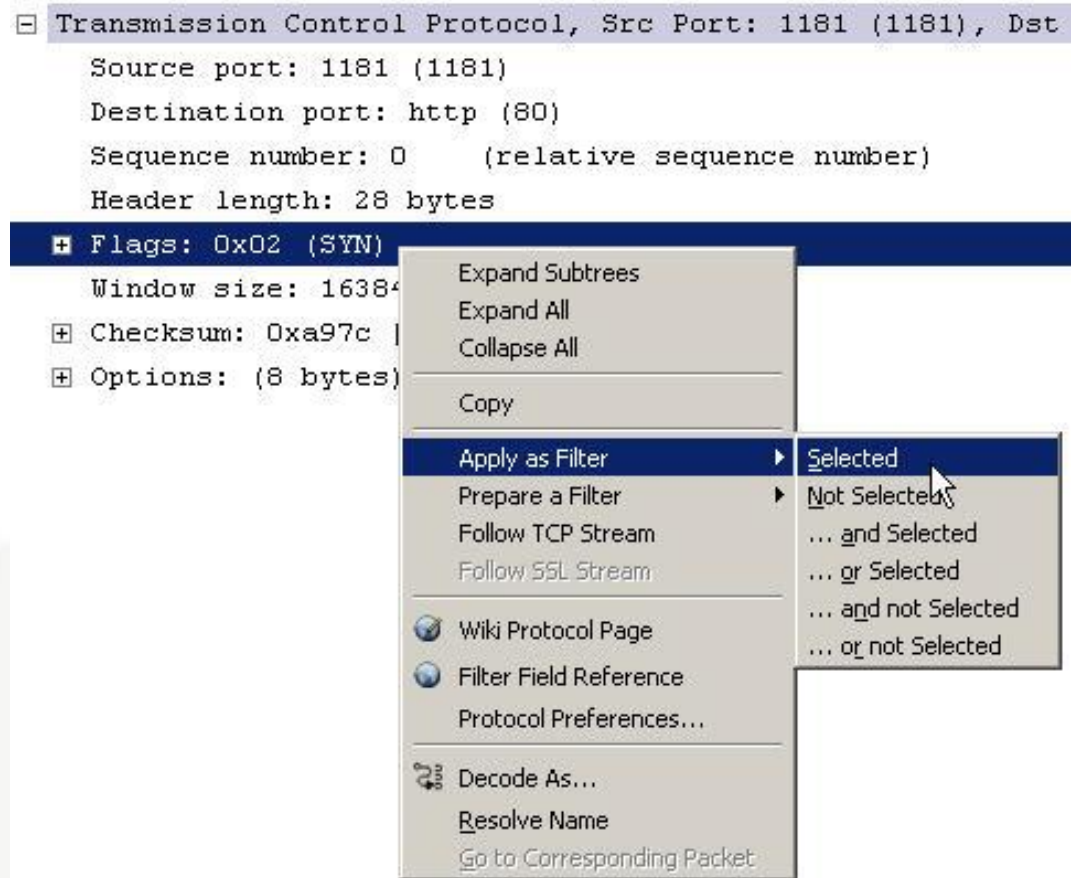 Transmission Control Protocol, Src Port: 1181 (1181), Dst
Source port: 1181 (1181)
Destination port: http (80)
Sequence number: 0 (relative sequence number)
Header length: 28 bytes
Flags: 0x02 (SYN)
Window size: 16384
Checksum: 0xa97c [
Options: (8 bytes)
Expand Subtrees
Expand All
Collapse All
Copy
Apply as Filter
Prepare a Filter
Follow TCP Stream
Follow SSL Stream
Wiki Protocol Page
Filter Field Reference
Protocol Preferences...
Decode As...
Resolve Name
Go to Corresponding Packet
Selected
Not Selected
... and Selected
... or Selected
... and not Selected
... or not Selected